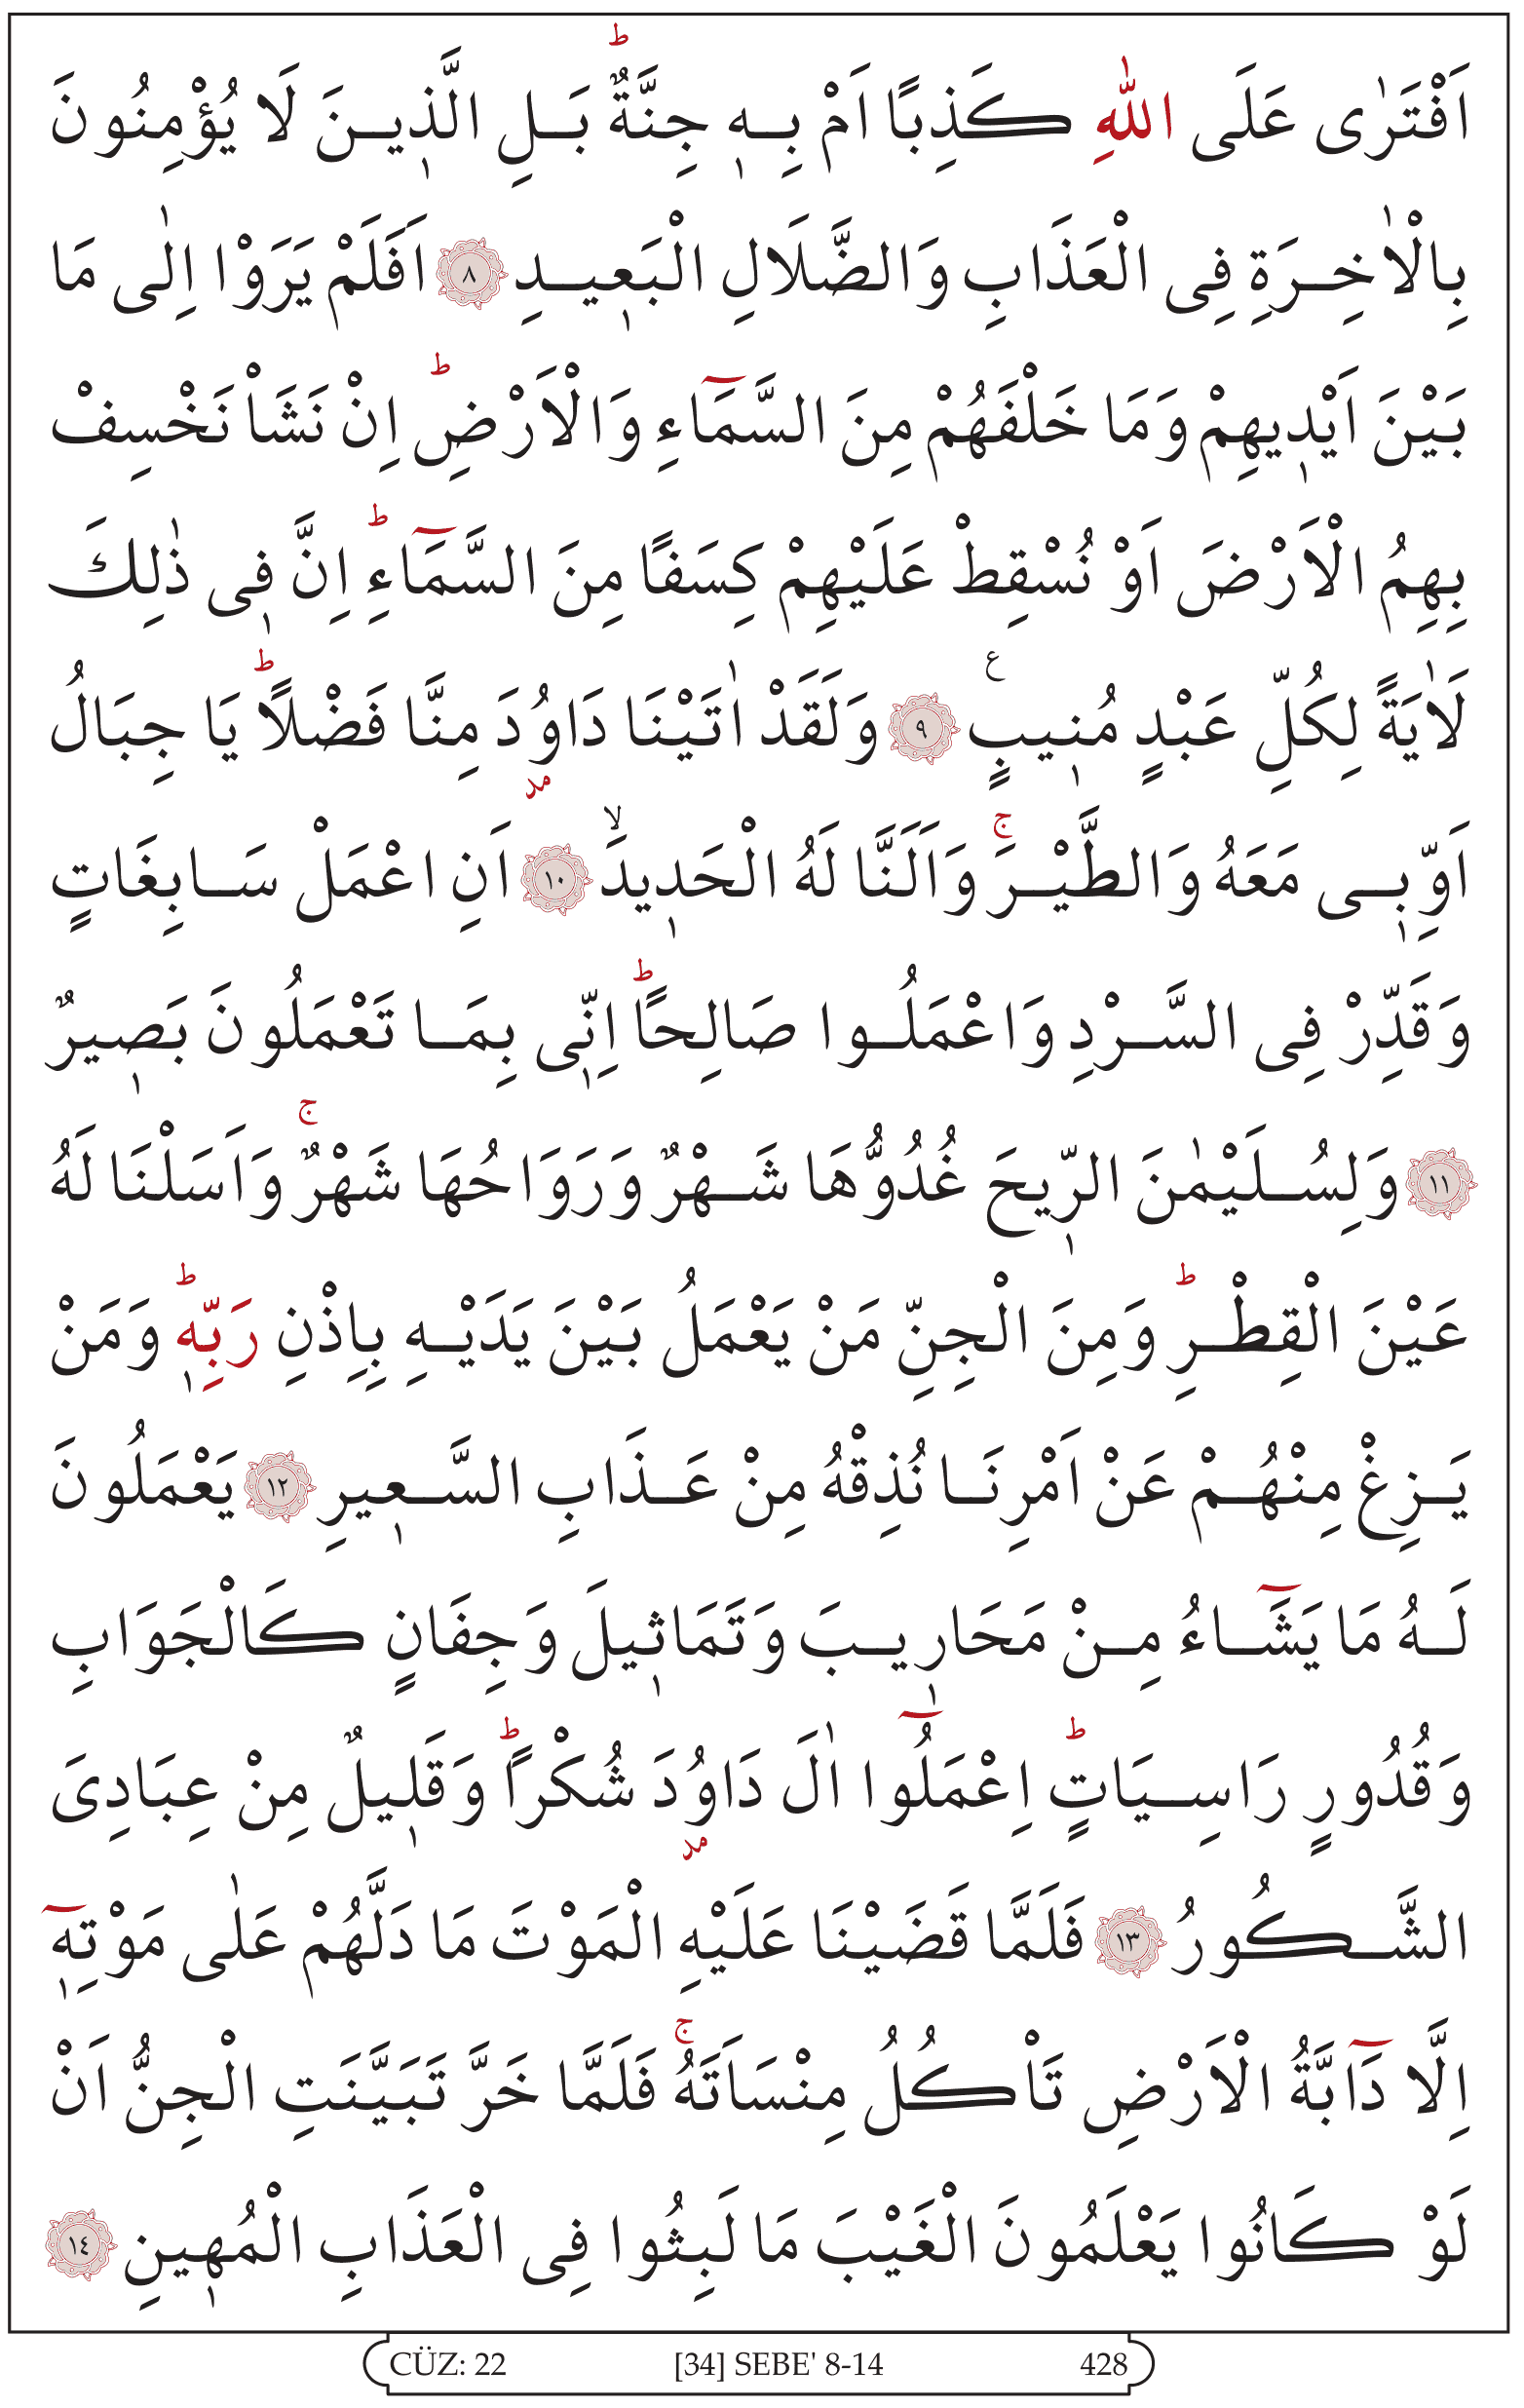 اَفْتَرٰى عَلَى اللّٰهِ كَذِبًا اَمْ بِه۪ جِنَّةٌۜ بَلِ الَّذ۪ينَ لَا يُؤْمِنُونَ
بِالْاٰخِرَةِ فِى الْعَذَابِ وَالضَّلَالِ الْبَع۪يدِ ﴿٨﴾ اَفَلَمْ يَرَوْا اِلٰى مَا
بَيْنَ اَيْد۪يهِمْ وَمَا خَلْفَهُمْ مِنَ السَّمَٓاءِ وَالْاَرْضِۜ اِنْ نَشَأْ نَخْسِفْ
بِهِمُ الْاَرْضَ اَوْ نُسْقِطْ عَلَيْهِمْ كِسَفًا مِنَ السَّمَٓاءِۜ اِنَّ ف۪ى ذٰلِكَ
لَاٰيَةً لِكُلِّ عَبْدٍ مُن۪يبٍ۟ ﴿٩﴾ وَلَقَدْ اٰتَيْنَا دَاوُ۫دَ مِنَّا فَضْلًاۜ يَا جِبَالُ
اَوِّب۪ى مَعَهُ وَالطَّيْرَۚ وَاَلَنَّا لَهُ الْحَد۪يدَۙ ﴿١٠﴾ اَنِ اعْمَلْ سَابِغَاتٍ
وَقَدِّرْ فِى السَّرْدِ وَاعْمَلُوا صَالِحًاۜ اِنّ۪ى بِمَا تَعْمَلُونَ بَص۪يرٌ
﴿١١﴾ وَلِسُلَيْمٰنَ الرّ۪يحَ غُدُوُّهَا شَهْرٌ وَرَوَاحُهَا شَهْرٌۚ وَاَسَلْنَا لَهُ
عَيْنَ الْقِطْرِۜ وَمِنَ الْجِنِّ مَنْ يَعْمَلُ بَيْنَ يَدَيْهِ بِاِذْنِ رَبِّه۪ۜ وَمَنْ
يَزِغْ مِنْهُمْ عَنْ اَمْرِنَا نُذِقْهُ مِنْ عَذَابِ السَّع۪يرِ ﴿١٢﴾ يَعْمَلُونَ
لَهُ مَا يَشَٓاءُ مِنْ مَحَار۪يبَ وَتَمَاث۪يلَ وَجِفَانٍ كَالْجَوَابِ
وَقُدُورٍ رَاسِيَاتٍۜ اِعْمَلُٓوا اٰلَ دَاوُ۫دَ شُكْرًاۜ وَقَل۪يلٌ مِنْ عِبَادِىَ
الشَّكُورُ ﴿١٣﴾ فَلَمَّا قَضَيْنَا عَلَيْهِ الْمَوْتَ مَا دَلَّهُمْ عَلٰى مَوْتِه۪ٓ
اِلَّا دَٓابَّةُ الْاَرْضِ تَأْكُلُ مِنْسَاَتَهُۚ فَلَمَّا خَرَّ تَبَيَّنَتِ الْجِنُّ اَنْ
لَوْ كَانُوا يَعْلَمُونَ الْغَيْبَ مَا لَبِثُوا فِى الْعَذَابِ الْمُه۪ينِ ﴿١٤﴾
CÜZ: 22 [34] SEBE' 8-14 428